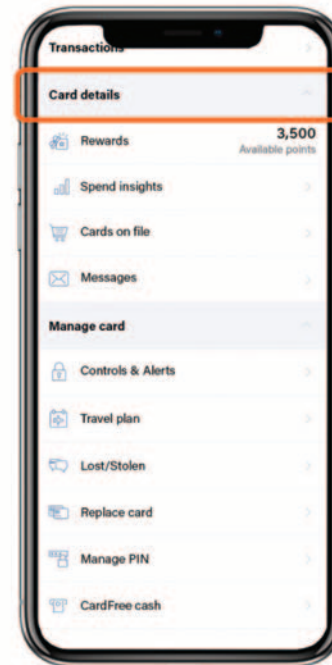 Transactions
Card details
Rewards
3,500
Available points
Spend insights
Cards on file
Messages
Manage card
Controls & Alerts
Travel plan
Lost/Stolen
Replace card
Manage PIN
CardFree cash